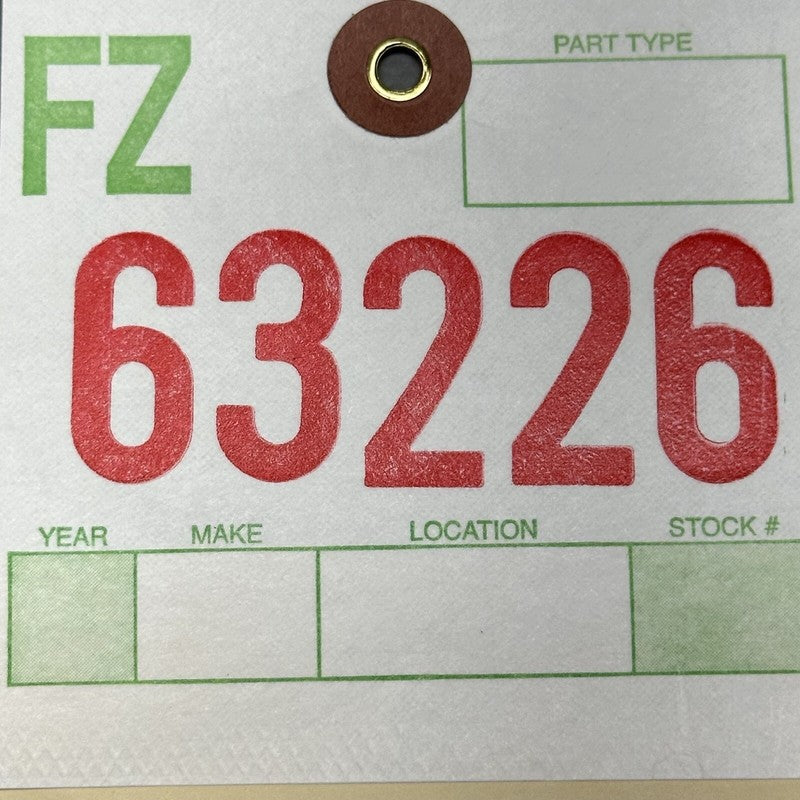 FZ
PART TYPE
63226
YEAR MAKE LOCATION STOCK #